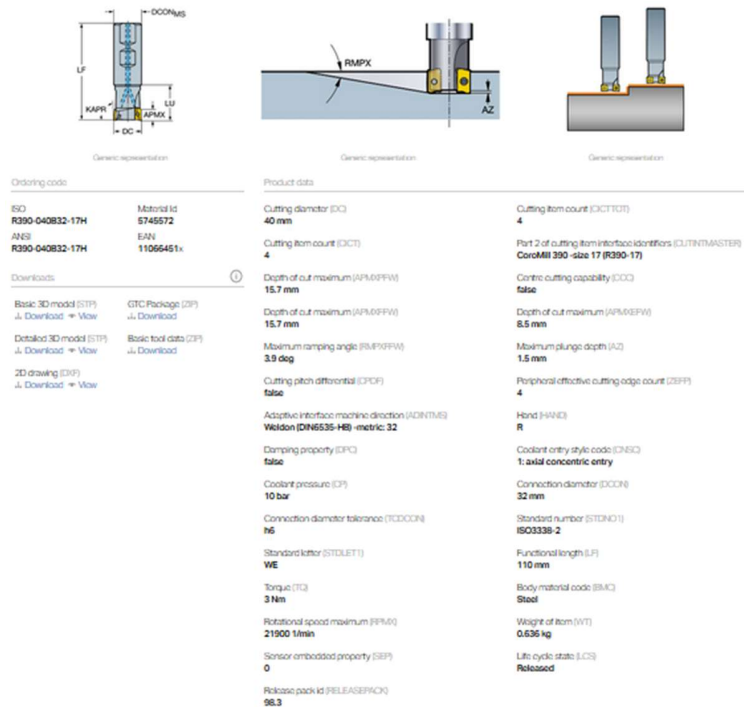 DCON MS
LF
LU
KAPR
APMX
DC
RMPX
AZ
Generic representation
Generic representation
Generic representation
Ordering code
ISO
R390-040832-17H
Material Id
5745572
ANSI
R390-040832-17H
EAN
11066451x
Downloads
Basic 3D model (STP)
Download View
GTC Package (ZIP)
Download
Detailed 3D model (STP)
Download View
Basic tool data (ZIP)
Download
2D drawing (DXF)
Download View
Product data
Cutting diameter (DC)
40 mm
Cutting item count (CICT)
4
Depth of cut maximum (APMXPFW)
15.7 mm
Depth of cut maximum (APMXFFW)
15.7 mm
Maximum ramping angle (RMPXFFW)
3.9 deg
Cutting pitch differential (CPDF)
false
Adaptive interface machine direction (ADINTMS)
Weldon (DIN6535-HB) -metric: 32
Damping property (DPC)
false
Coolant pressure (CP)
10 bar
Connection diameter tolerance (TCDCON)
h6
Standard letter (STDLET1)
WE
Torque (TQ)
3 Nm
Rotational speed maximum (RPMX)
21900 1/min
Sensor embedded property (SEP)
0
Release pack id (RELEASEPACK)
98.3
Cutting item count (CICTTOT)
4
Part 2 of cutting item interface identifiers (CUTINTMASTER)
CoroMill 390 -size 17 (R390-17)
Centre cutting capability (CCC)
false
Depth of cut maximum (APMXEFW)
8.5 mm
Maximum plunge depth (AZ)
1.5 mm
Peripheral effective cutting edge count (ZEFP)
4
Hand (HAND)
R
Coolant entry style code (CNSC)
1: axial concentric entry
Connection diameter (DCON)
32 mm
Standard number (STDNO1)
ISO3338-2
Functional length (LF)
110 mm
Body material code (BMC)
Steel
Weight of item (WT)
0.636 kg
Life cycle state (LCS)
Released